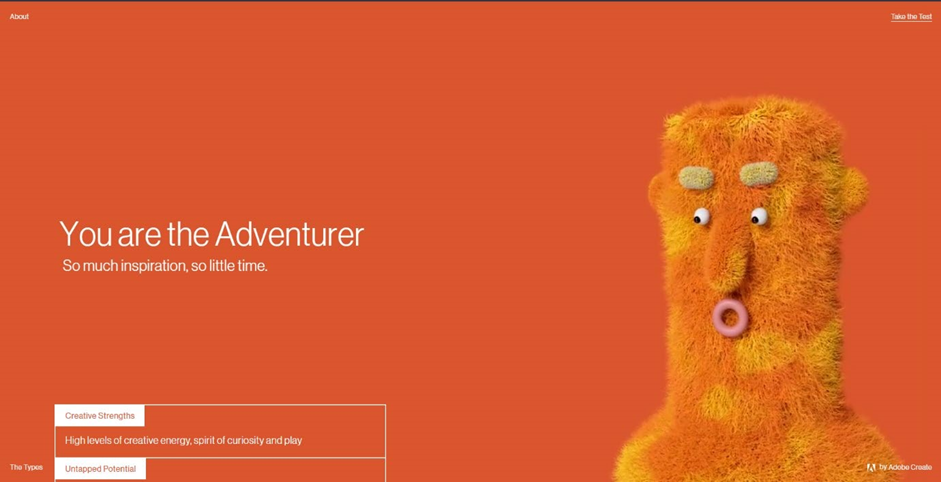 About
Take the Test
You are the Adventurer
So much inspiration, so little time.
Creative Strengths
High levels of creative energy, spirit of curiosity and play
Untapped Potential
The Types
by Adobe Create